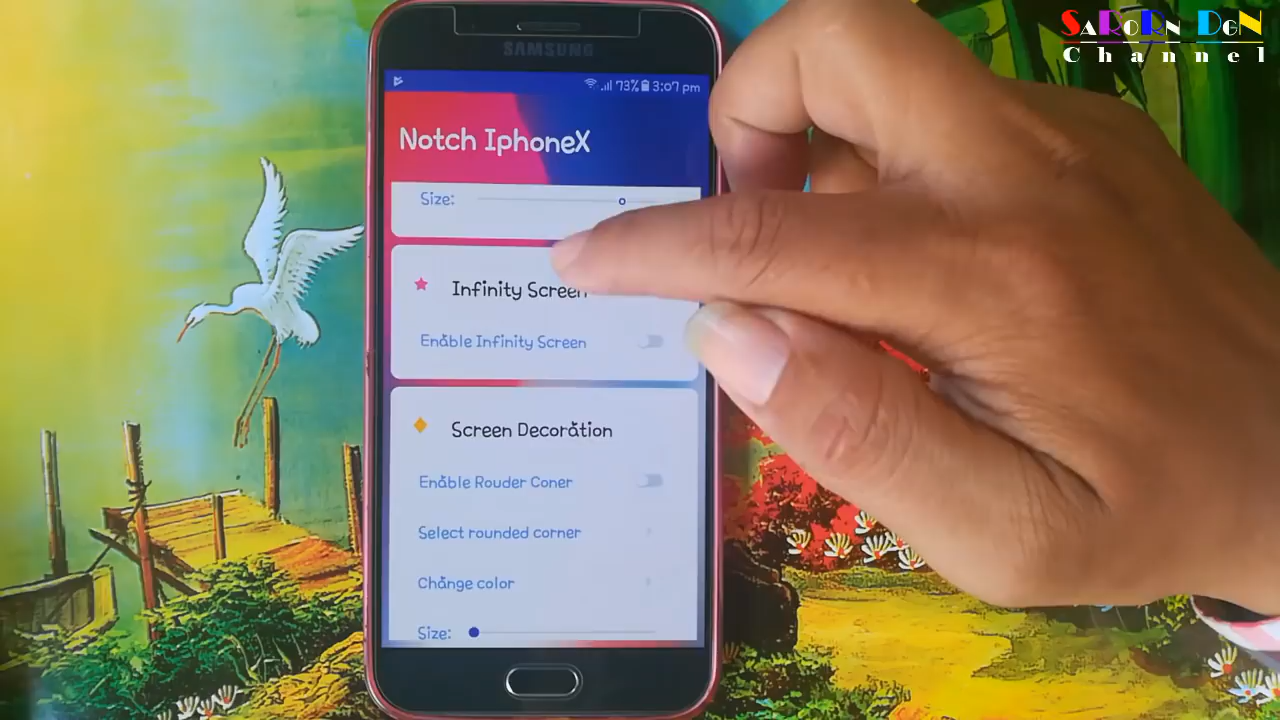 SaRoRn DGN
Channel
SAMSUNG
73% 3:07 pm
Notch IphoneX
Size:
Infinity Screen
Enable Infinity Screen
Screen Decoration
Enable Rouder Coner
Select rounded corner
Change color
Size: